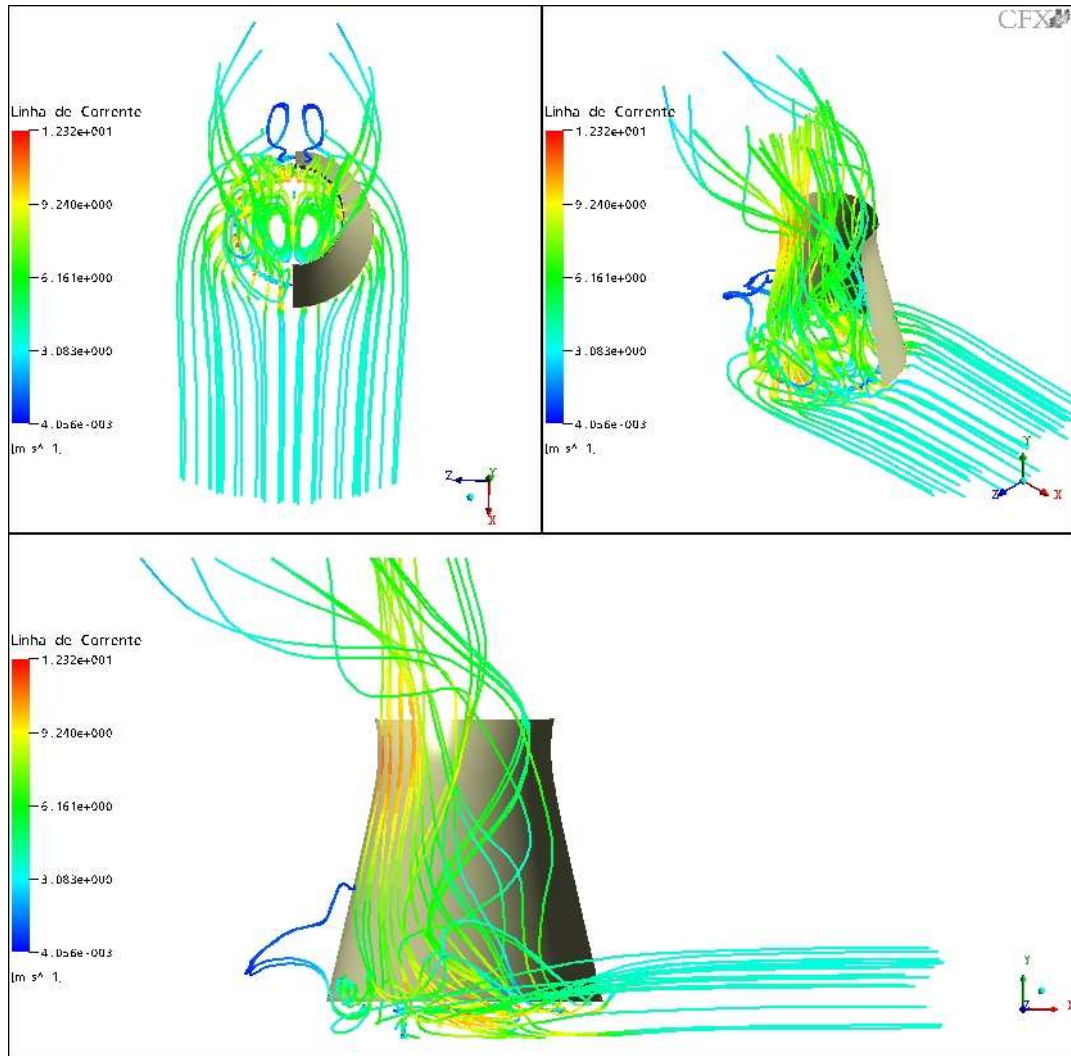 CFX
Linha de Corrente
1.232e+001
9.240e+000
6.161e+000
3.083e+000
4.056e-003
[m s^ 1]
Z
Y
X
Linha de Corrente
1.232e+001
9.240e+000
6.161e+000
3.083e+000
4.056e-003
[m s^ 1]
Y
Z
X
Linha de Corrente
1.232e+001
9.240e+000
6.161e+000
3.083e+000
4.056e-003
[m s^ 1]
Y
Z
X